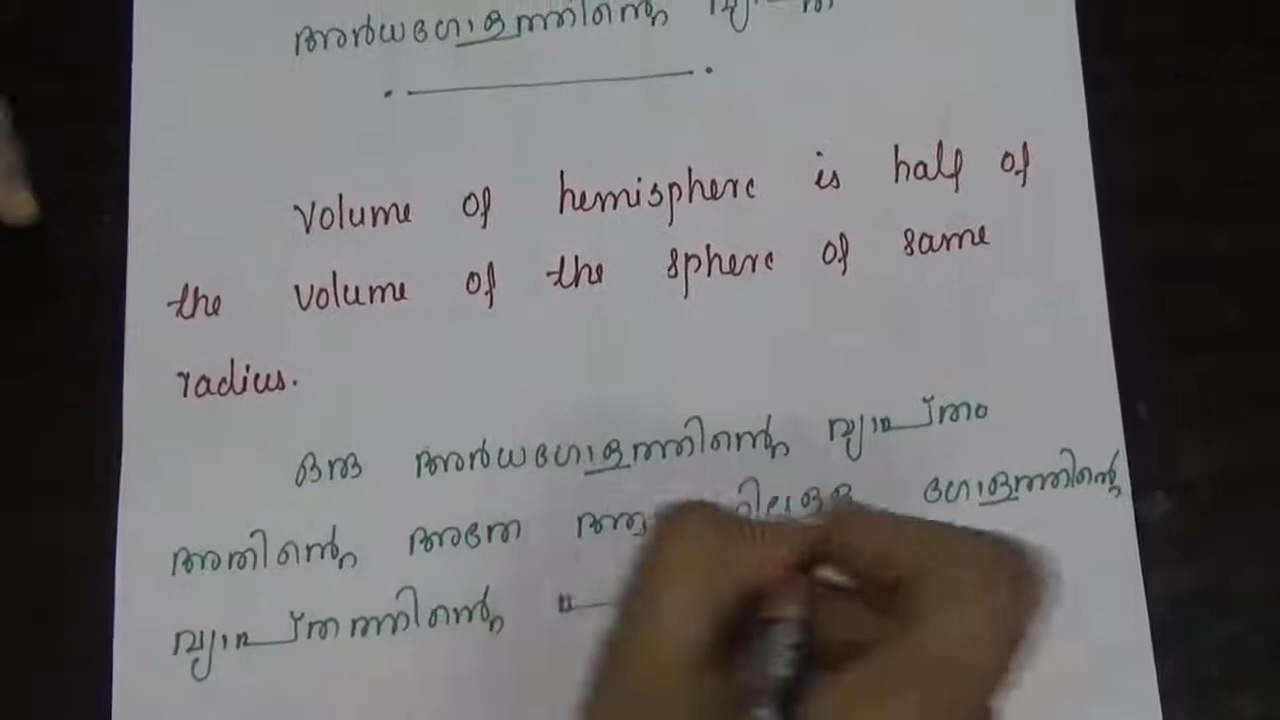 അർധഗോളത്തിന്റെ
Volume of hemisphere is half of
the volume of the sphere of same
radius.
ഒരു അർധഗോളത്തിന്റെ വ്യാപ്തം
അതിന്റെ അതേ ഗോളത്തിന്റെ
വ്യാപ്തത്തിന്റെ